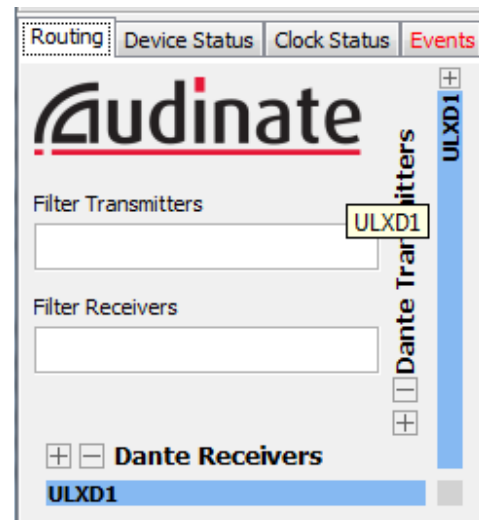 Routing
Device Status
Clock Status
Events
Audinate
Filter Transmitters
ULXD1
Filter Receivers
Dante Transmitters
ULXD1
Dante Receivers
ULXD1